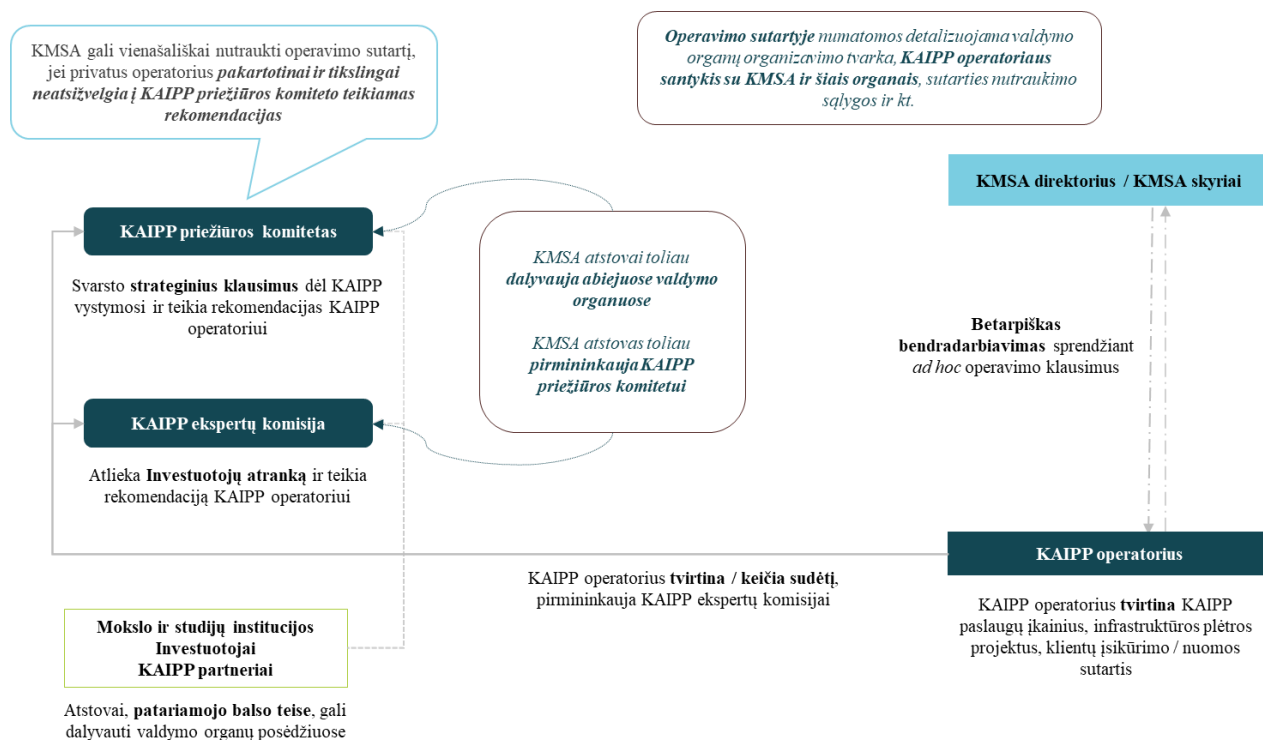 KMSA gali vienašališkai nutraukti operavimo sutartį,
jei privatus operatorius pakartotinai ir tikslingai
neatsižvelgia į KAIPP priežiūros komiteto teikiamas
rekomendacijas
Operavimo sutartyje numatomos detalizuojama valdymo
organų organizavimo tvarka, KAIPP operatoriaus
santykis su KMSA ir šiais organais, sutarties nutraukimo
sąlygos ir kt.
KMSA direktorius / KMSA skyriai
KAIPP priežiūros komitetas
Svarsto strateginius klausimus dėl KAIPP
vystymosi ir teikia rekomendacijas KAIPP
operatoriui
KMSA atstovai toliau
dalyvauja abiejuose valdymo
organuose
KMSA atstovas toliau
pirmininkauja KAIPP
priežiūros komitetui
Betarpiškas
bendradarbiavimas sprendžiant
ad hoc operavimo klausimus
KAIPP ekspertų komisija
Atlieka Investuotojų atranką ir teikia
rekomendaciją KAIPP operatoriui
KAIPP operatorius
KAIPP operatorius tvirtina / keičia sudėtį,
pirmininkauja KAIPP ekspertų komisijai
KAIPP operatorius tvirtina KAIPP
paslaugų įkainius, infrastruktūros plėtros
projektus, klientų įsikūrimo / nuomos
sutartis
Mokslo ir studijų institucijos
Investuotojai
KAIPP partneriai
Atstovai, patariamojo balso teise, gali
dalyvauti valdymo organų posėdžiuose